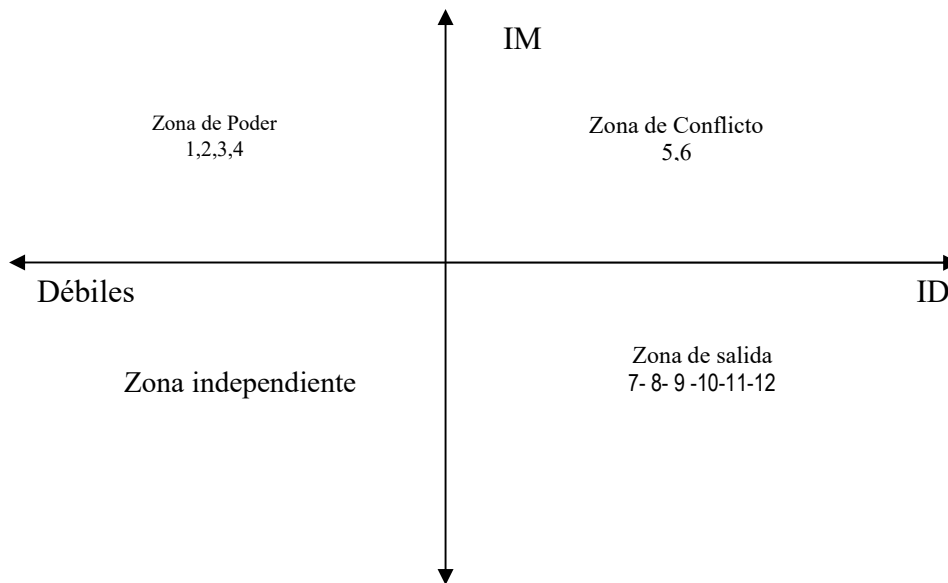 IM
Zona de Poder
1,2,3,4
Zona de Conflicto
5,6
Débiles
ID
Zona independiente
Zona de salida
7- 8- 9 -10-11-12